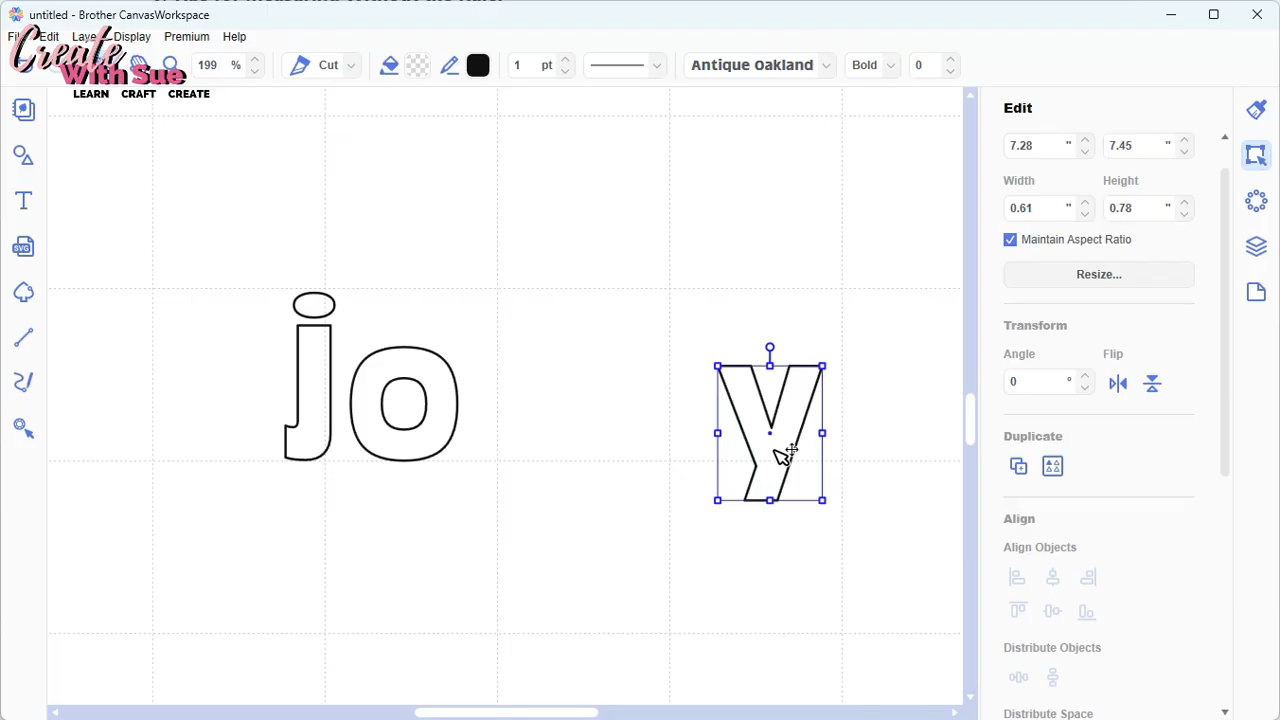 untitled - Brother CanvasWorkspace
Edit Display Premium Help
Create
With Sue
LEARN CRAFT CREATE
199 % Cut 1 pt Antique Oakland Bold 0
Edit
7.28 " 7.45 "
Width Height
0.61 " 0.78 "
Maintain Aspect Ratio
Resize...
Transform
Angle Flip
0 °
Duplicate
Align
Align Objects
Distribute Objects
Distribute Space
T
SVG
jo y